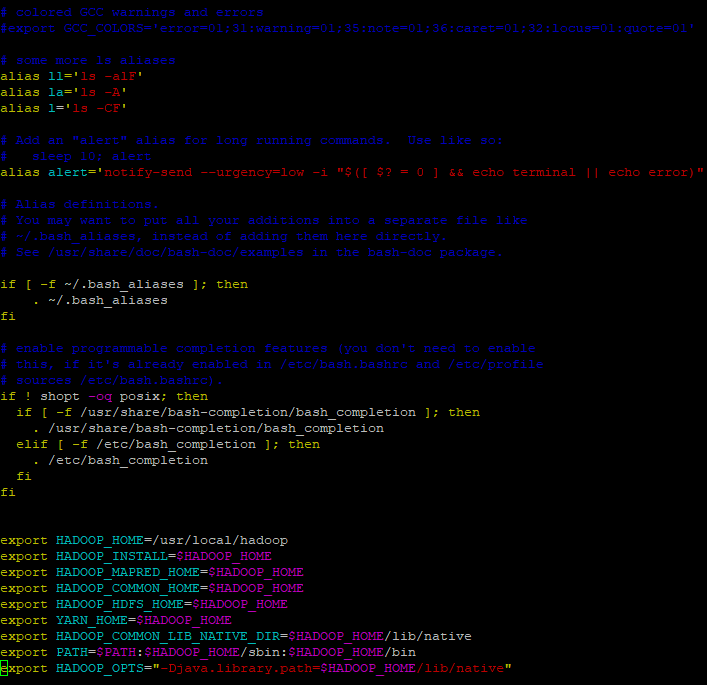 # colored GCC warnings and errors
#export GCC_COLORS='error=01;31:warning=01;35:note=01;36:caret=01;32:locus=01:quote=01'
# some more ls aliases
alias ll='ls -alF'
alias la='ls -A'
alias l='ls -CF'
# Add an "alert" alias for long running commands.  Use like so:
#   sleep 10; alert
alias alert='notify-send --urgency=low -i "$([ $? = 0 ] && echo terminal || echo error)"
# Alias definitions.
# You may want to put all your additions into a separate file like
# ~/.bash_aliases, instead of adding them here directly.
# See /usr/share/doc/bash-doc/examples in the bash-doc package.
if [ -f ~/.bash_aliases ]; then
    . ~/.bash_aliases
fi
# enable programmable completion features (you don't need to enable
# this, if it's already enabled in /etc/bash.bashrc and /etc/profile
# sources /etc/bash.bashrc).
if ! shopt -oq posix; then
  if [ -f /usr/share/bash-completion/bash_completion ]; then
    . /usr/share/bash-completion/bash_completion
  elif [ -f /etc/bash_completion ]; then
    . /etc/bash_completion
  fi
fi
export HADOOP_HOME=/usr/local/hadoop
export HADOOP_INSTALL=$HADOOP_HOME
export HADOOP_MAPRED_HOME=$HADOOP_HOME
export HADOOP_COMMON_HOME=$HADOOP_HOME
export HADOOP_HDFS_HOME=$HADOOP_HOME
export YARN_HOME=$HADOOP_HOME
export HADOOP_COMMON_LIB_NATIVE_DIR=$HADOOP_HOME/lib/native
export PATH=$PATH:$HADOOP_HOME/sbin:$HADOOP_HOME/bin
export HADOOP_OPTS="-Djava.library.path=$HADOOP_HOME/lib/native"